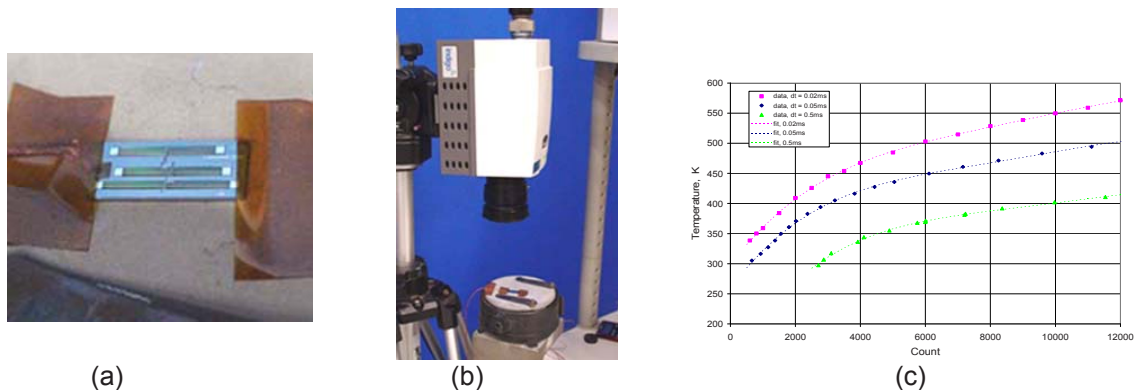 indigo
600
550
500
450
400
350
300
250
200
Temperature, K
data, dt = 0.02ms
data, dt = 0.05ms
data, dt = 0.5ms
fit, 0.02ms
fit, 0.05ms
fit, 0.5ms
0 2000 4000 6000 8000 10000 12000
Count
(a) (b) (c)